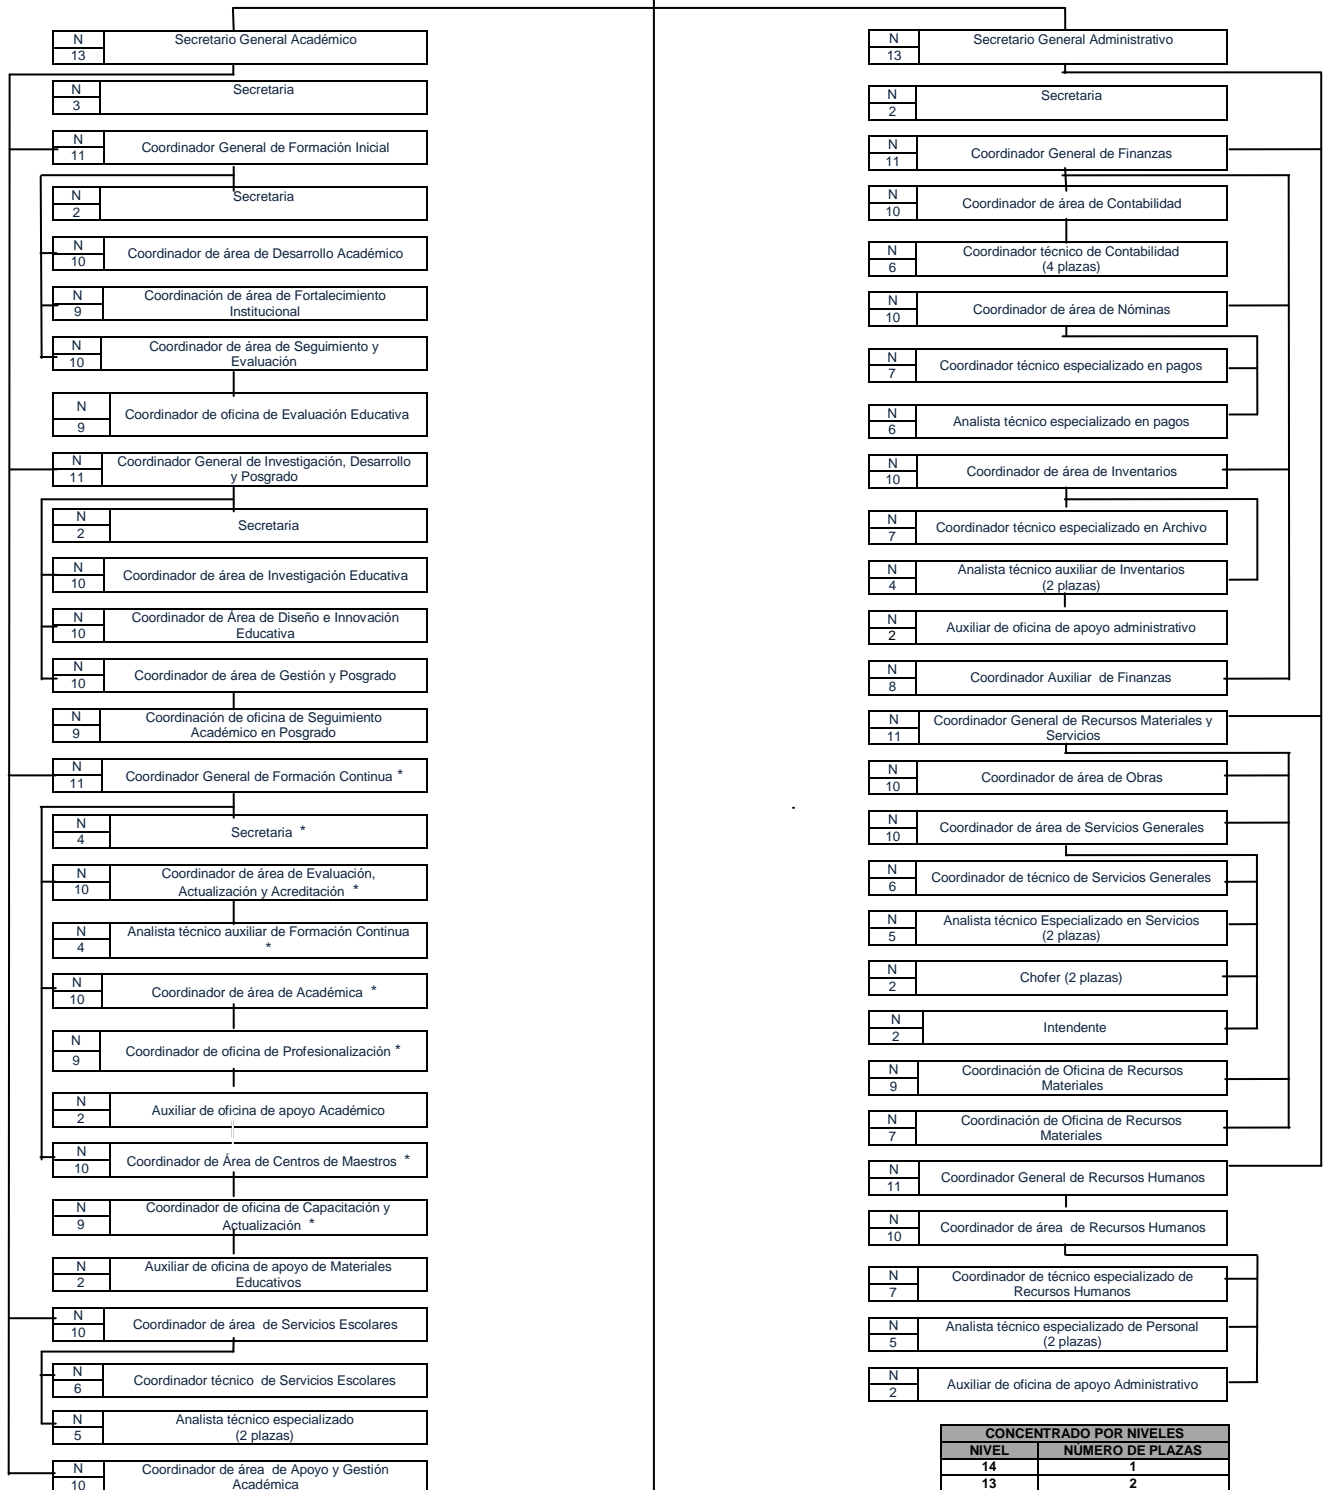 N
13
Secretario General Académico
N
3
Secretaria
N
11
Coordinador General de Formación Inicial
N
2
Secretaria
N
10
Coordinador de área de Desarrollo Académico
N
9
Coordinación de área de Fortalecimiento
Institucional
N
10
Coordinador de área de Seguimiento y
Evaluación
N
9
Coordinador de oficina de Evaluación Educativa
N
11
Coordinador General de Investigación, Desarrollo
y Posgrado
N
2
Secretaria
N
10
Coordinador de área de Investigación Educativa
N
10
Coordinador de Área de Diseño e Innovación
Educativa
N
10
Coordinador de área de Gestión y Posgrado
N
9
Coordinación de oficina de Seguimiento
Académico en Posgrado
N
11
Coordinador General de Formación Continua *
N
4
Secretaria *
N
10
Coordinador de área de Evaluación,
Actualización y Acreditación *
N
4
Analista técnico auxiliar de Formación Continua
*
N
10
Coordinador de área de Académica *
N
9
Coordinador de oficina de Profesionalización *
N
2
Auxiliar de oficina de apoyo Académico
N
10
Coordinador de Área de Centros de Maestros *
N
9
Coordinador de oficina de Capacitación y
Actualización *
N
2
Auxiliar de oficina de apoyo de Materiales
Educativos
N
10
Coordinador de área de Servicios Escolares
N
6
Coordinador técnico de Servicios Escolares
N
5
Analista técnico especializado
(2 plazas)
N
10
Coordinador de área de Apoyo y Gestión
Académica
N
13
Secretario General Administrativo
N
2
Secretaria
N
11
Coordinador General de Finanzas
N
10
Coordinador de área de Contabilidad
N
6
Coordinador técnico de Contabilidad
(4 plazas)
N
10
Coordinador de área de Nóminas
N
7
Coordinador técnico especializado en pagos
N
6
Analista técnico especializado en pagos
N
10
Coordinador de área de Inventarios
N
7
Coordinador técnico especializado en Archivo
N
4
Analista técnico auxiliar de Inventarios
(2 plazas)
N
2
Auxiliar de oficina de apoyo administrativo
N
8
Coordinador Auxiliar de Finanzas
N
11
Coordinador General de Recursos Materiales y
Servicios
N
10
Coordinador de área de Obras
N
10
Coordinador de área de Servicios Generales
N
6
Coordinador de técnico de Servicios Generales
N
5
Analista técnico Especializado en Servicios
(2 plazas)
N
2
Chofer (2 plazas)
N
2
Intendente
N
9
Coordinación de Oficina de Recursos
Materiales
N
7
Coordinación de Oficina de Recursos
Materiales
N
11
Coordinador General de Recursos Humanos
N
10
Coordinador de área de Recursos Humanos
N
7
Coordinador de técnico especializado de
Recursos Humanos
N
5
Analista técnico especializado de Personal
(2 plazas)
N
2
Auxiliar de oficina de apoyo Administrativo
CONCENTRADO POR NIVELES
NIVEL NÚMERO DE PLAZAS
14 1
13 2